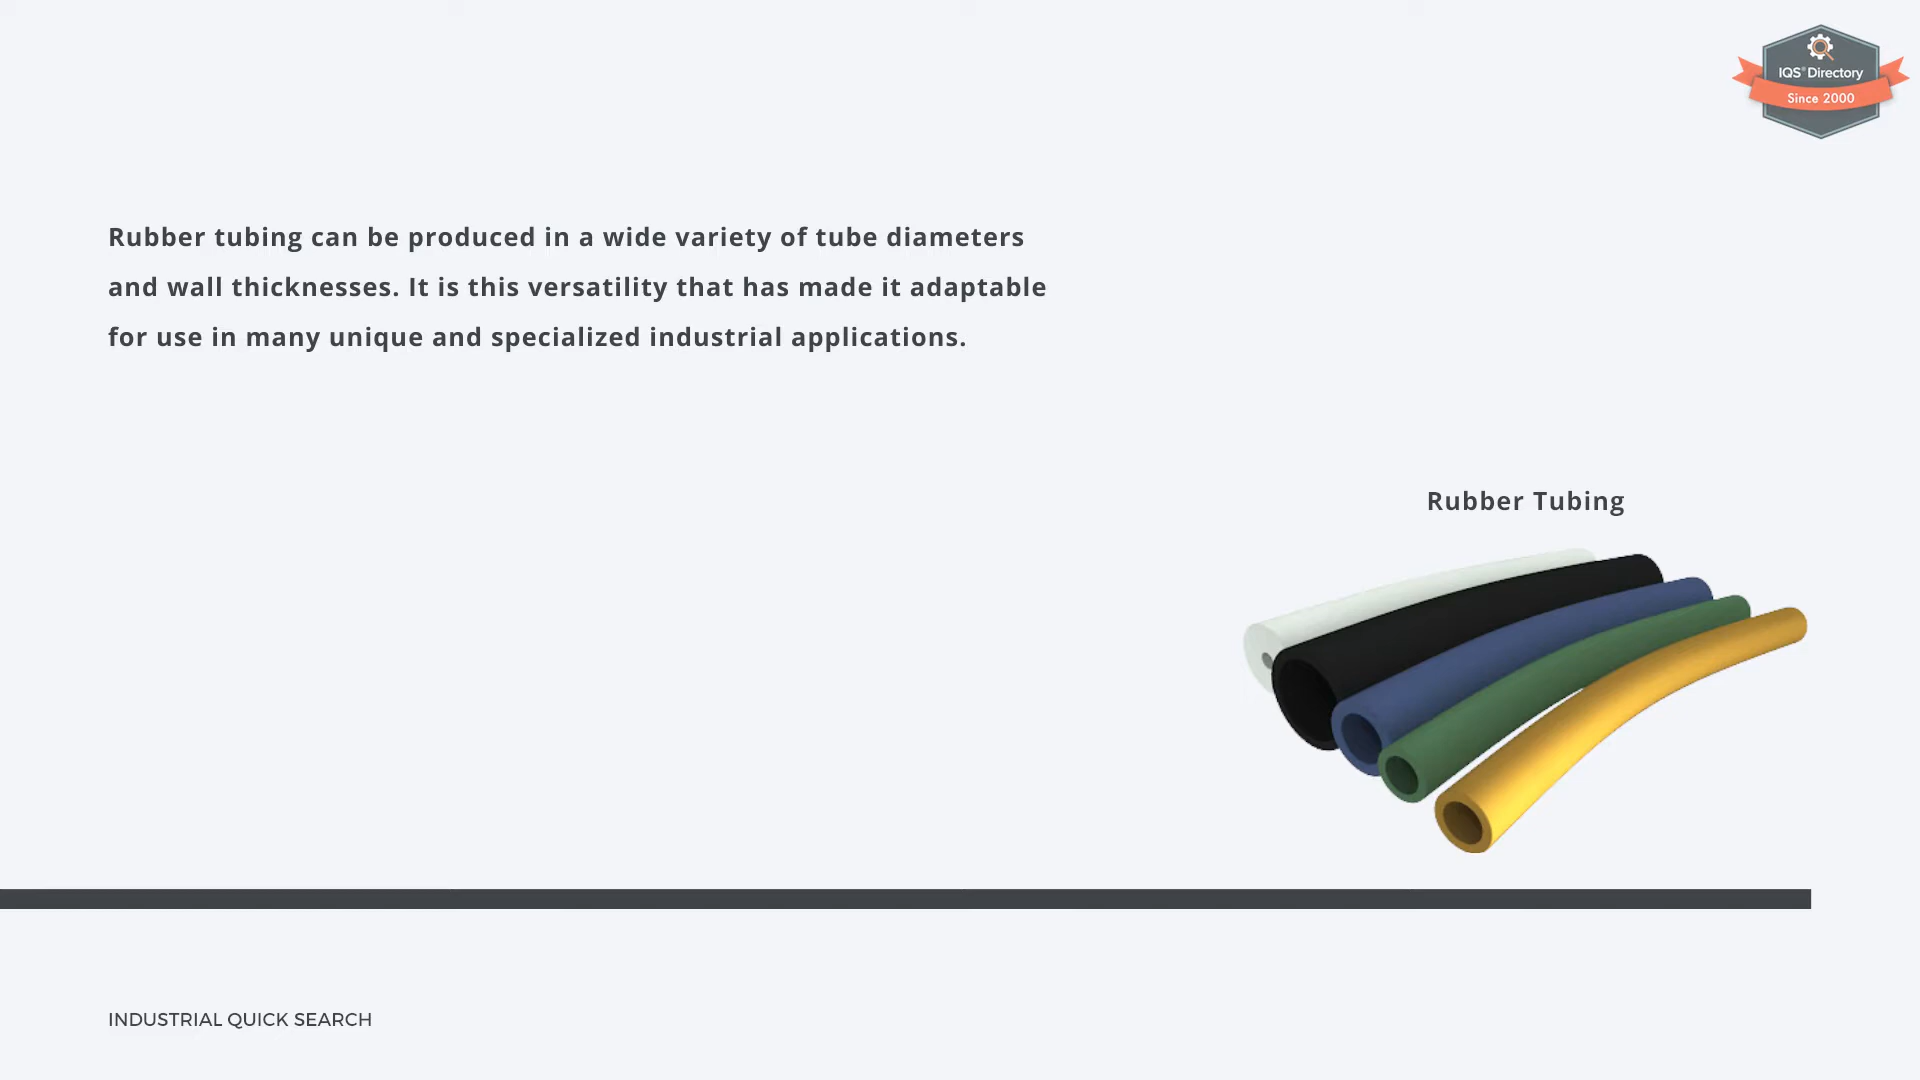 IQS® Directory
Since 2000
Rubber tubing can be produced in a wide variety of tube diameters
and wall thicknesses. It is this versatility that has made it adaptable
for use in many unique and specialized industrial applications.
Rubber Tubing
INDUSTRIAL QUICK SEARCH